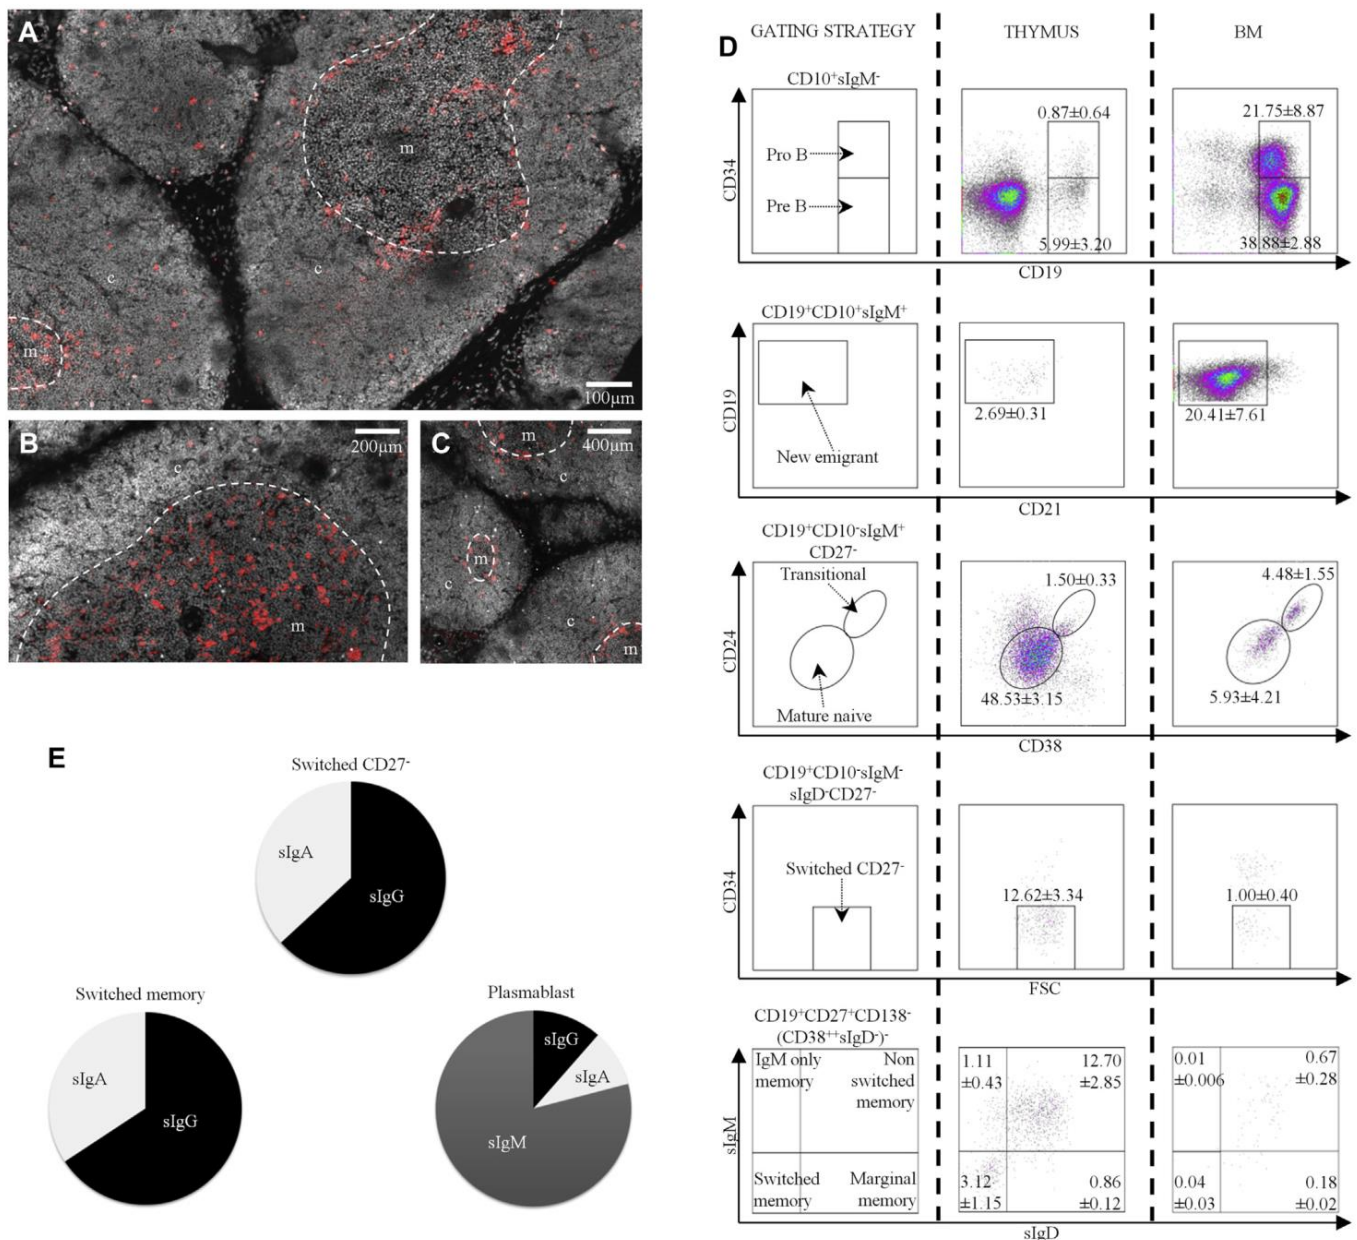 A
m
c
c
m
100µm
B
200µm
c
m
C
400µm
m
c
m
c
c
m
D
GATING STRATEGY
THYMUS
BM
CD10⁺sIgM⁻
CD34
Pro B
Pre B
0.87±0.64
5.99±3.20
21.75±8.87
38.88±2.88
CD19
CD19⁺CD10⁺sIgM⁺
CD19
New emigrant
2.69±0.31
20.41±7.61
CD21
CD19⁺CD10⁻sIgM⁺
CD27⁻
CD24
Transitional
Mature naive
1.50±0.33
48.53±3.15
4.48±1.55
5.93±4.21
CD38
CD19⁺CD10⁻sIgM⁻
sIgD⁻CD27⁻
CD34
Switched CD27⁻
12.62±3.34
1.00±0.40
FSC
CD19⁺CD27⁺CD138⁻
(CD38⁺⁺sIgD⁻)⁻
sIgM
IgM only
memory
Non
switched
memory
Switched
memory
Marginal
memory
1.11
±0.43
12.70
±2.85
3.12
±1.15
0.86
±0.12
0.01
±0.006
0.67
±0.28
0.04
±0.03
0.18
±0.02
sIgD
E
Switched CD27⁻
sIgA
sIgG
Switched memory
sIgA
sIgG
Plasmablast
sIgG
sIgA
sIgM